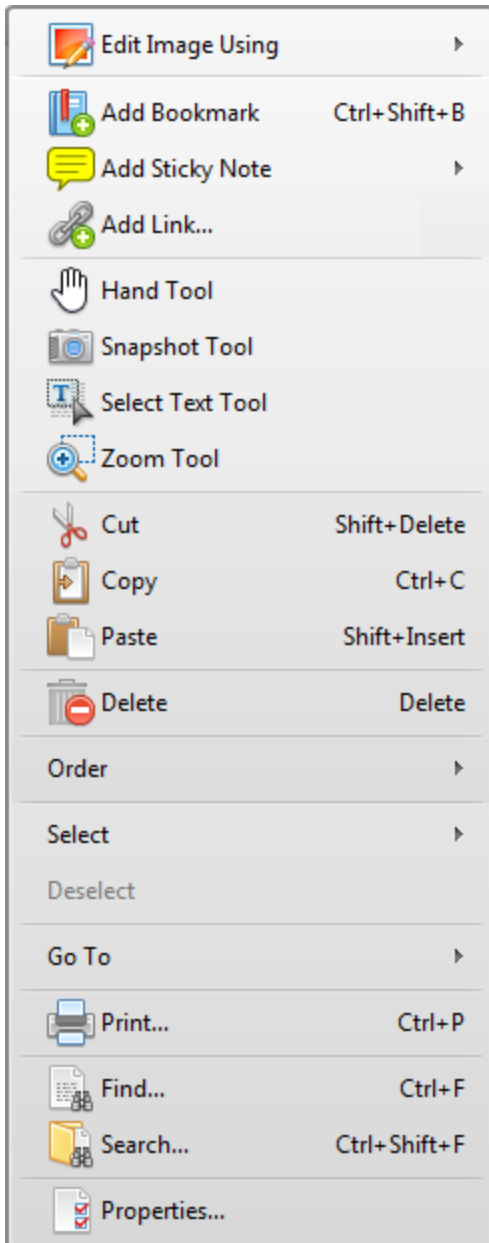 Edit Image Using
Add Bookmark Ctrl+Shift+B
Add Sticky Note
Add Link...
Hand Tool
Snapshot Tool
Select Text Tool
Zoom Tool
Cut Shift+Delete
Copy Ctrl+C
Paste Shift+Insert
Delete Delete
Order
Select
Deselect
Go To
Print... Ctrl+P
Find... Ctrl+F
Search... Ctrl+Shift+F
Properties...